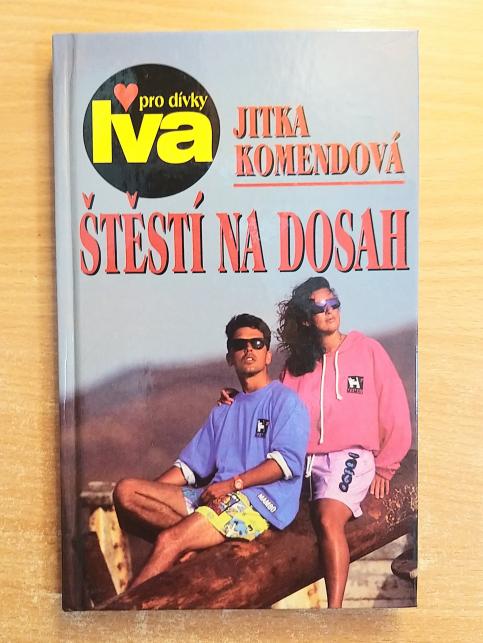 pro dívky
Iva
JITKA
KOMENDOVÁ
ŠTĚSTÍ NA DOSAH
MAMBO